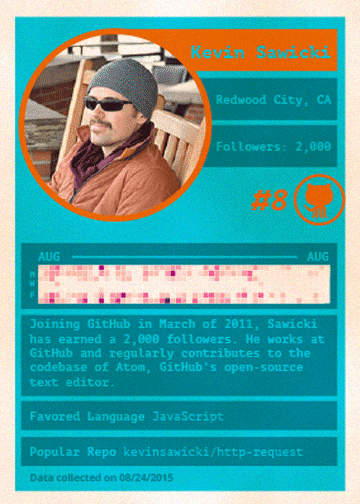 Kevin Sawicki
Redwood City, CA
Followers: 2,000
#8
AUG AUG
M
W
F
Joining GitHub in March of 2011, Sawicki
has earned a 2,000 followers. He works at
GitHub and regularly contributes to the
codebase of Atom, GitHub's open-source
text editor.
Favored Language JavaScript
Popular Repo kevinsawicki/http-request
Data collected on 08/24/2015